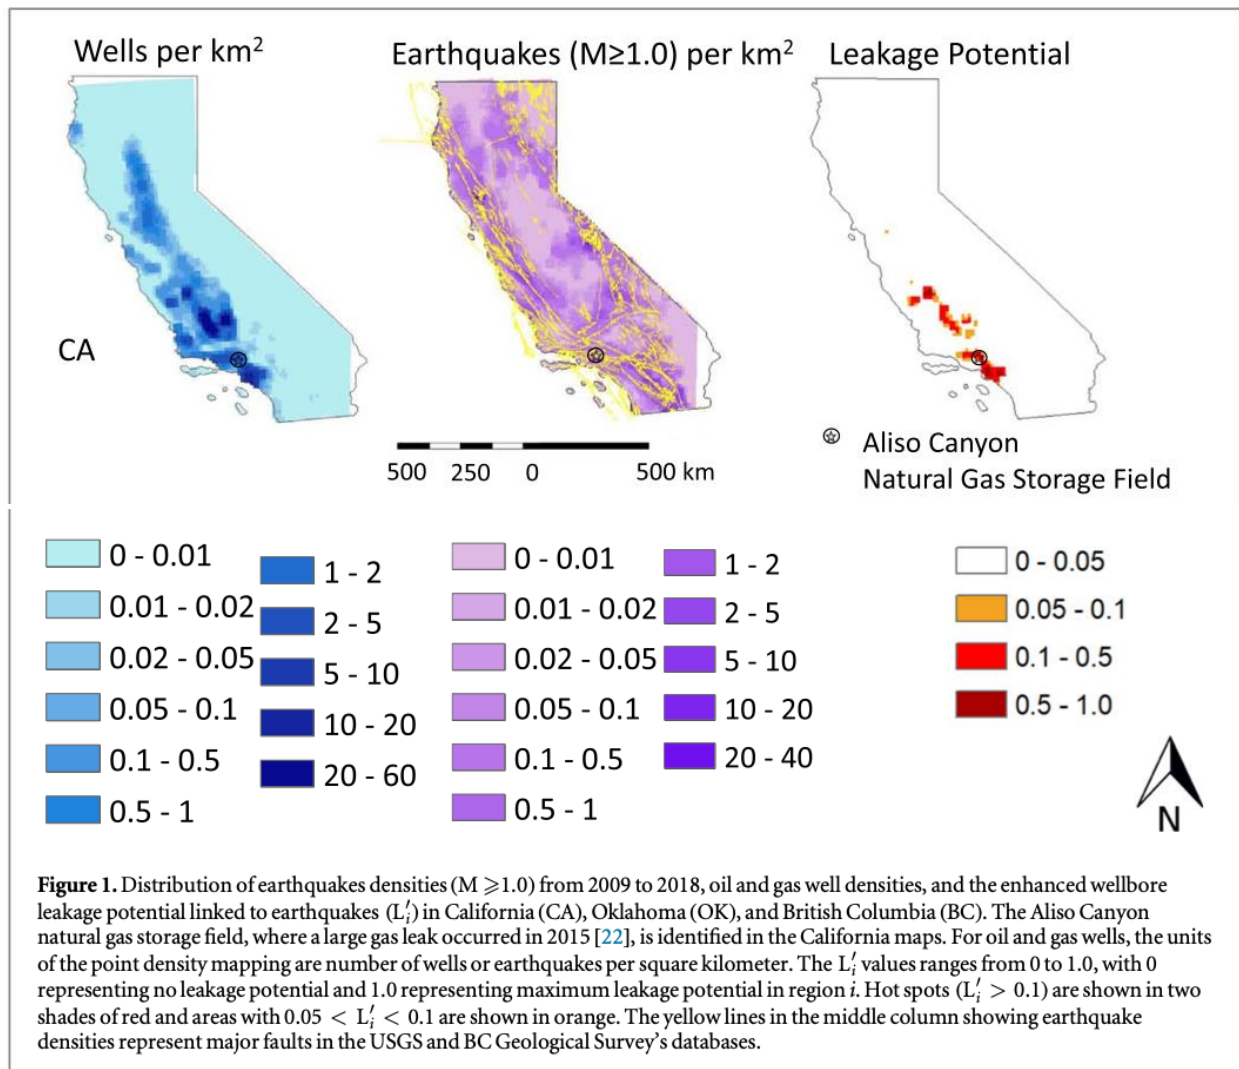 Wells per km²
Earthquakes (M≥1.0) per km²
Leakage Potential
CA
500 250 0 500 km
Aliso Canyon
Natural Gas Storage Field
0 - 0.01
0.01 - 0.02
0.02 - 0.05
0.05 - 0.1
0.1 - 0.5
0.5 - 1
1 - 2
2 - 5
5 - 10
10 - 20
20 - 60
0 - 0.01
0.01 - 0.02
0.02 - 0.05
0.05 - 0.1
0.1 - 0.5
0.5 - 1
1 - 2
2 - 5
5 - 10
10 - 20
20 - 40
0 - 0.05
0.05 - 0.1
0.1 - 0.5
0.5 - 1.0
N
Figure 1. Distribution of earthquakes densities (M ⩾1.0) from 2009 to 2018, oil and gas well densities, and the enhanced wellbore
leakage potential linked to earthquakes (L′ᵢ) in California (CA), Oklahoma (OK), and British Columbia (BC). The Aliso Canyon
natural gas storage field, where a large gas leak occurred in 2015 [22], is identified in the California maps. For oil and gas wells, the units
of the point density mapping are number of wells or earthquakes per square kilometer. The L′ᵢ values ranges from 0 to 1.0, with 0
representing no leakage potential and 1.0 representing maximum leakage potential in region i. Hot spots (L′ᵢ > 0.1) are shown in two
shades of red and areas with 0.05 < L′ᵢ < 0.1 are shown in orange. The yellow lines in the middle column showing earthquake
densities represent major faults in the USGS and BC Geological Survey's databases.